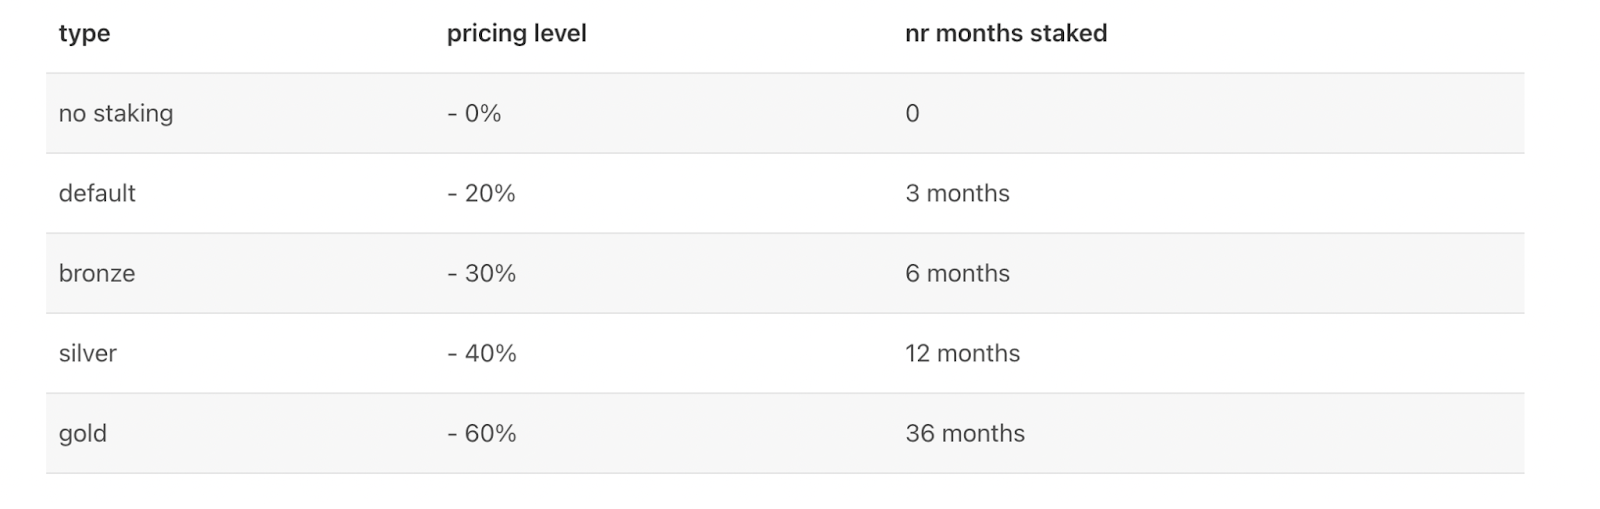 type pricing level nr months staked
no staking - 0% 0
default - 20% 3 months
bronze - 30% 6 months
silver - 40% 12 months
gold - 60% 36 months